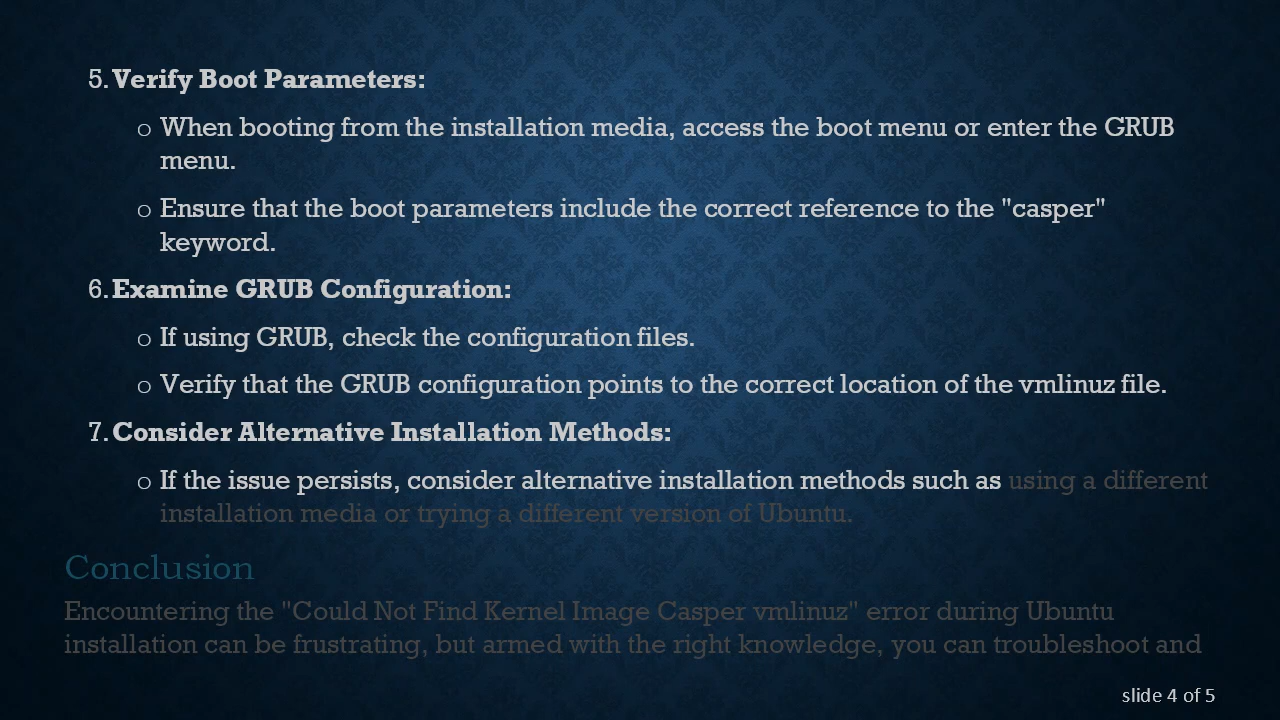 5. Verify Boot Parameters:
o When booting from the installation media, access the boot menu or enter the GRUB
menu.
o Ensure that the boot parameters include the correct reference to the "casper"
keyword.
6. Examine GRUB Configuration:
o If using GRUB, check the configuration files.
o Verify that the GRUB configuration points to the correct location of the vmlinuz file.
7. Consider Alternative Installation Methods:
o If the issue persists, consider alternative installation methods such as using a different
installation media or trying a different version of Ubuntu.
Conclusion
Encountering the "Could Not Find Kernel Image Casper vmlinuz" error during Ubuntu
installation can be frustrating, but armed with the right knowledge, you can troubleshoot and
slide 4 of 5